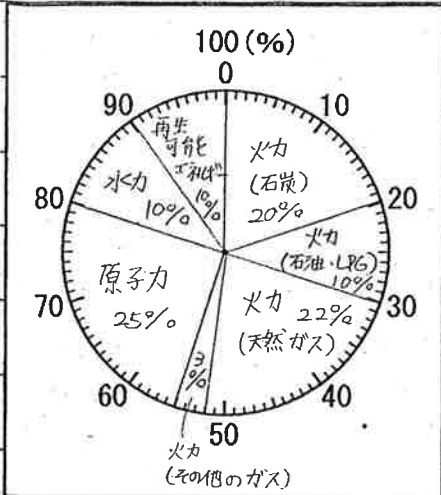 100(%)
0
10
20
30
40
50
60
70
80
90
火力
(石炭)
20%
火力
(石油・LPG)
10%
火力 22%
(天然ガス)
3
%
火力
(その他のガス)
原子力
25%
水力
10%
再生
可能
エネルギー
10%